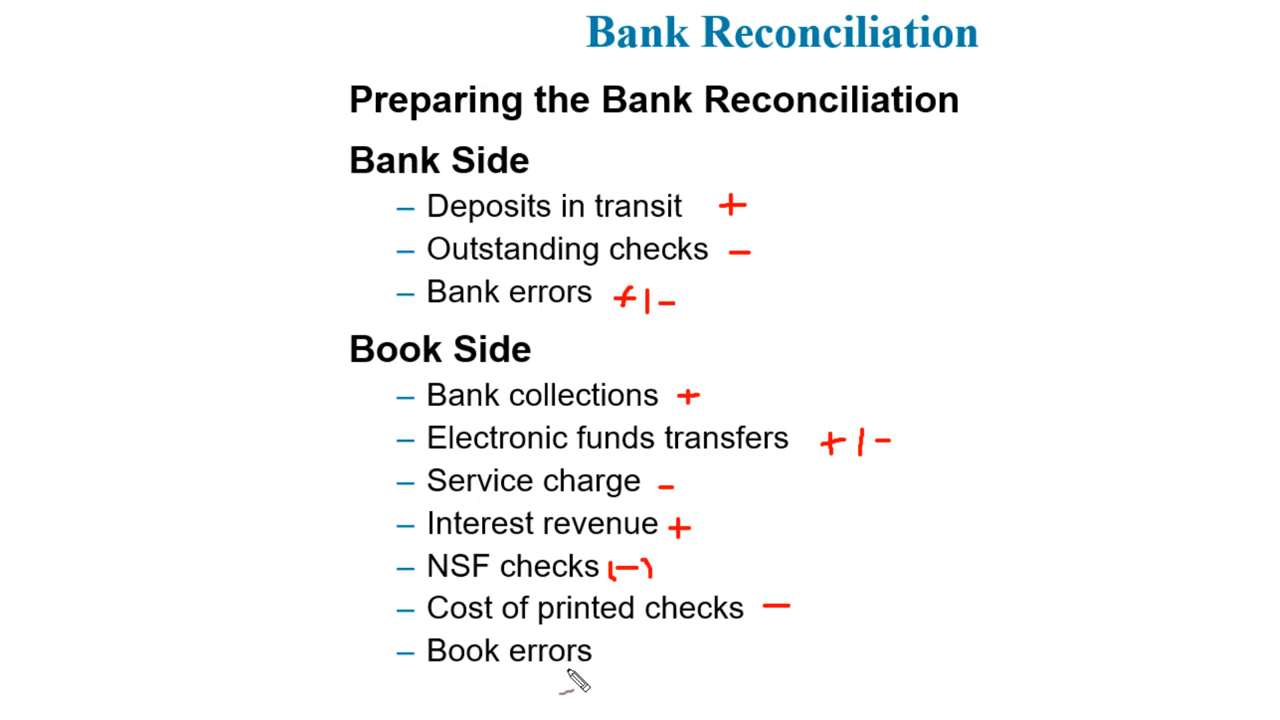 Bank Reconciliation
Preparing the Bank Reconciliation
Bank Side
– Deposits in transit +
– Outstanding checks –
– Bank errors +|-
Book Side
– Bank collections +
– Electronic funds transfers +|-
– Service charge -
– Interest revenue +
– NSF checks (-)
– Cost of printed checks –
– Book errors